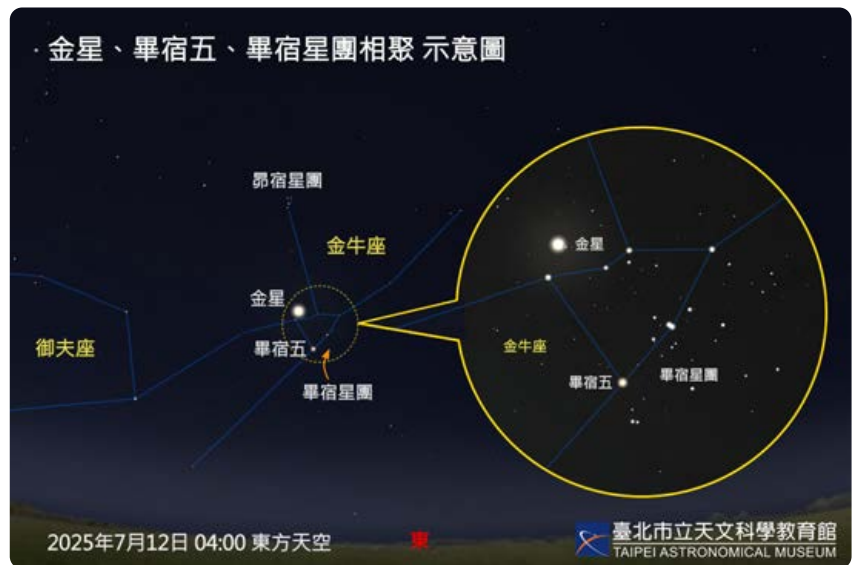 金星、畢宿五、畢宿星團相聚 示意圖
昴宿星團
金牛座
金星
御夫座
畢宿五
畢宿星團
金星
金牛座
畢宿五
畢宿星團
2025年7月12日 04:00 東方天空
東
臺北市立天文科學教育館
TAIPEI ASTRONOMICAL MUSEUM